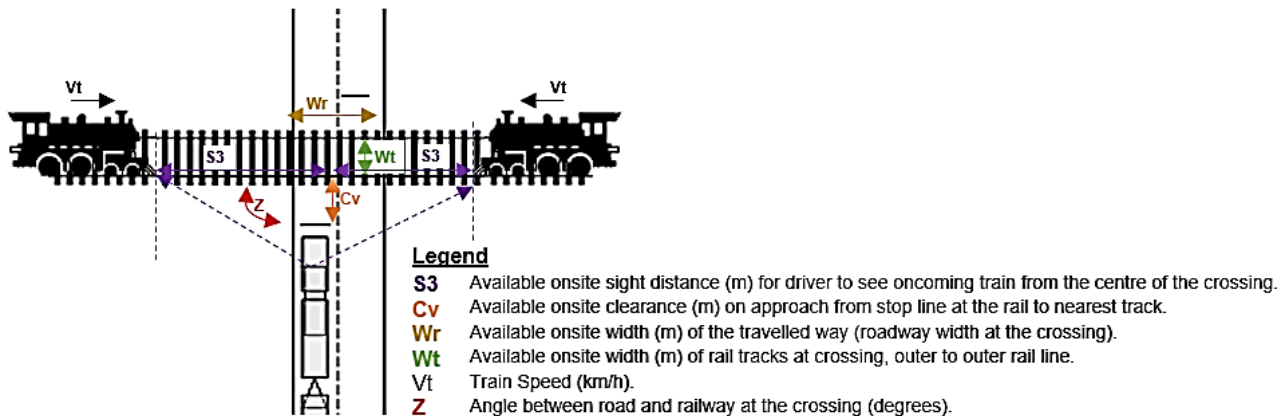 Vt
Vt
Wr
S3
Wt
S3
Z
Cv
Legend
S3 Available onsite sight distance (m) for driver to see oncoming train from the centre of the crossing.
Cv Available onsite clearance (m) on approach from stop line at the rail to nearest track.
Wr Available onsite width (m) of the travelled way (roadway width at the crossing).
Wt Available onsite width (m) of rail tracks at crossing, outer to outer rail line.
Vt Train Speed (km/h).
Z Angle between road and railway at the crossing (degrees).